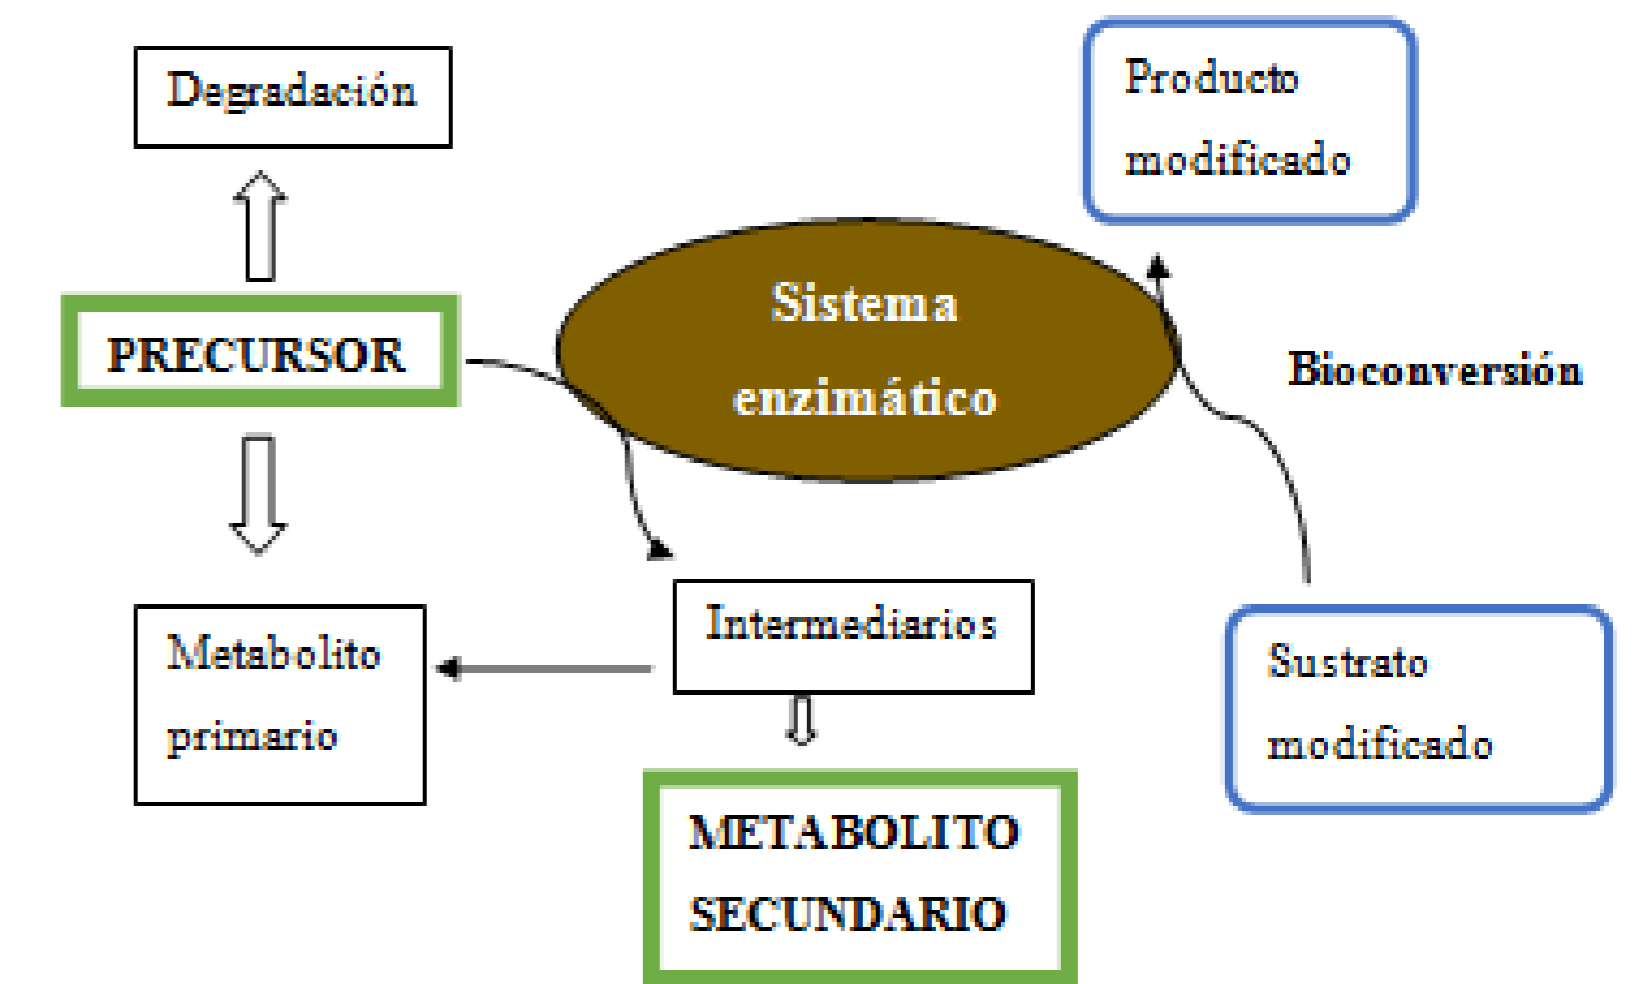 Degradación
Producto
modificado
Sistema
enzimático
PRECURSOR
Bioconversión
Intermediarios
Metabolito
primario
Sustrato
modificado
METABOLITO
SECUNDARIO